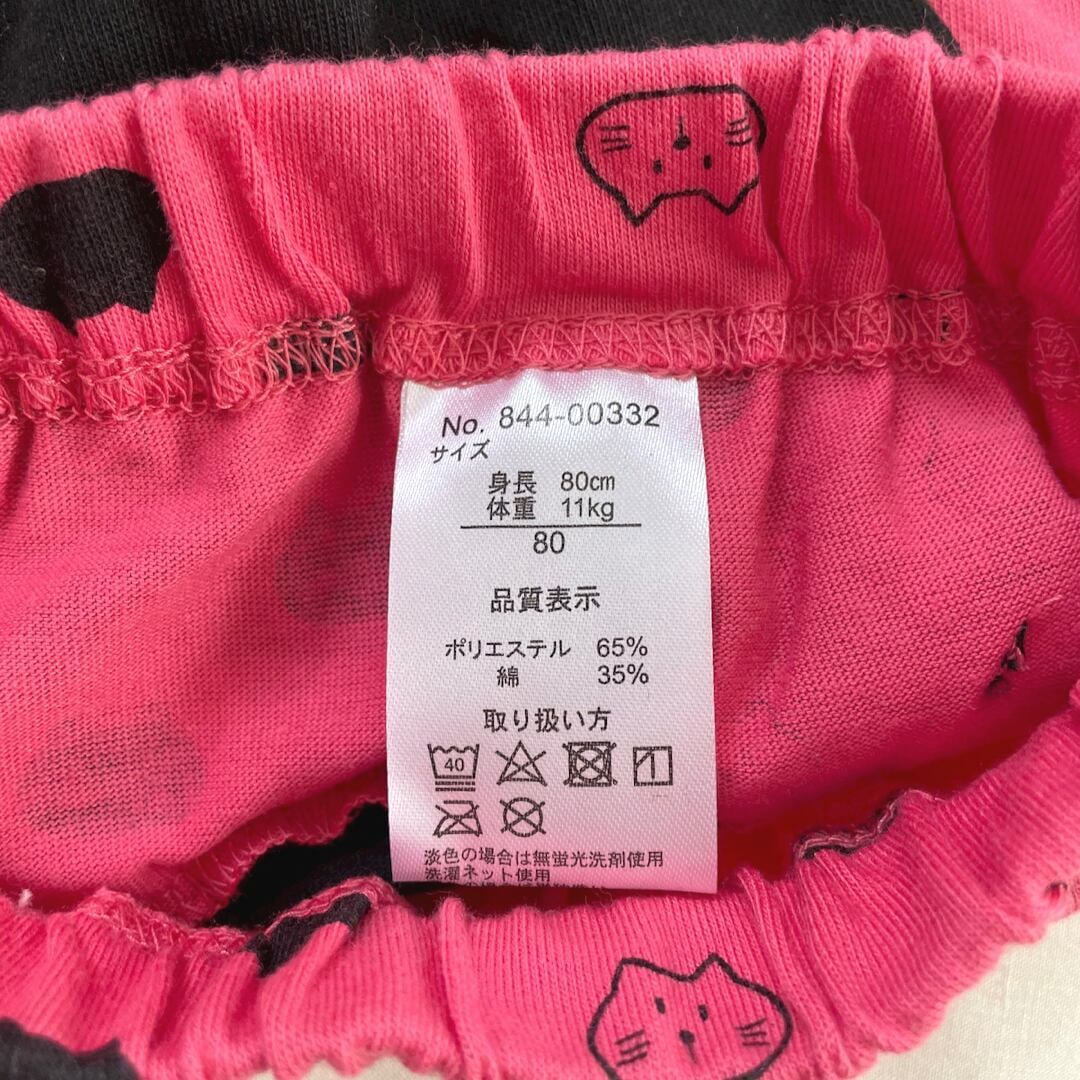 No. 844-00332
サイズ
身長 80cm
体重 11kg
80
品質表示
ポリエステル 65%
綿 35%
取り扱い方
40
淡色の場合は無蛍光洗剤使用
洗濯ネット使用